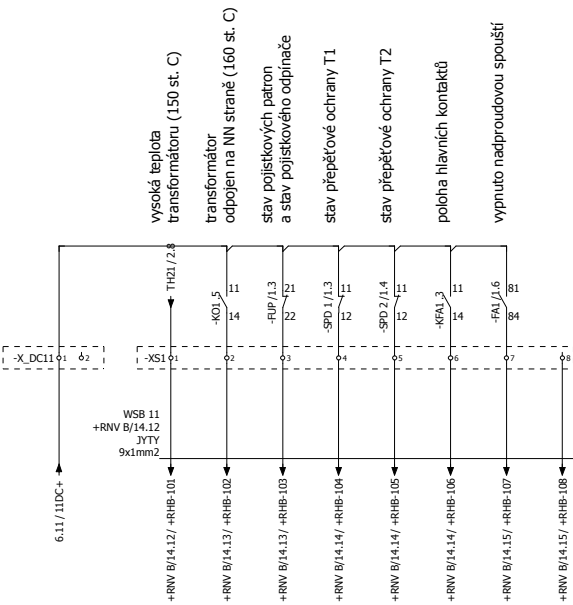 vysoká teplota
transformátoru (150 st. C)
transformátor
odpojen na NN straně (160 st. C)
stav pojistkových patron
a stav pojistkového odpínače
stav přepěťové ochrany T1
stav přepěťové ochrany T2
poloha hlavních kontaktů
vypnuto nadproudovou spouští
TH21 / 2.8
-KO1_5
11
14
-FUP /1.3
21
22
-SPD 1 /1.3
11
12
-SPD 2 /1.4
11
12
-KFA1_3
11
14
-FA1 /1.6
81
84
-X_DC11
1
2
-XS1
1
2
3
4
5
6
7
8
WSB 11
+RNV B/14.12
JYTY
9x1mm2
6.11 / 11DC+
+RNV B/14.12/ +RHB-101
+RNV B/14.13/ +RHB-102
+RNV B/14.13/ +RHB-103
+RNV B/14.14/ +RHB-104
+RNV B/14.14/ +RHB-105
+RNV B/14.14/ +RHB-106
+RNV B/14.15/ +RHB-107
+RNV B/14.15/ +RHB-108